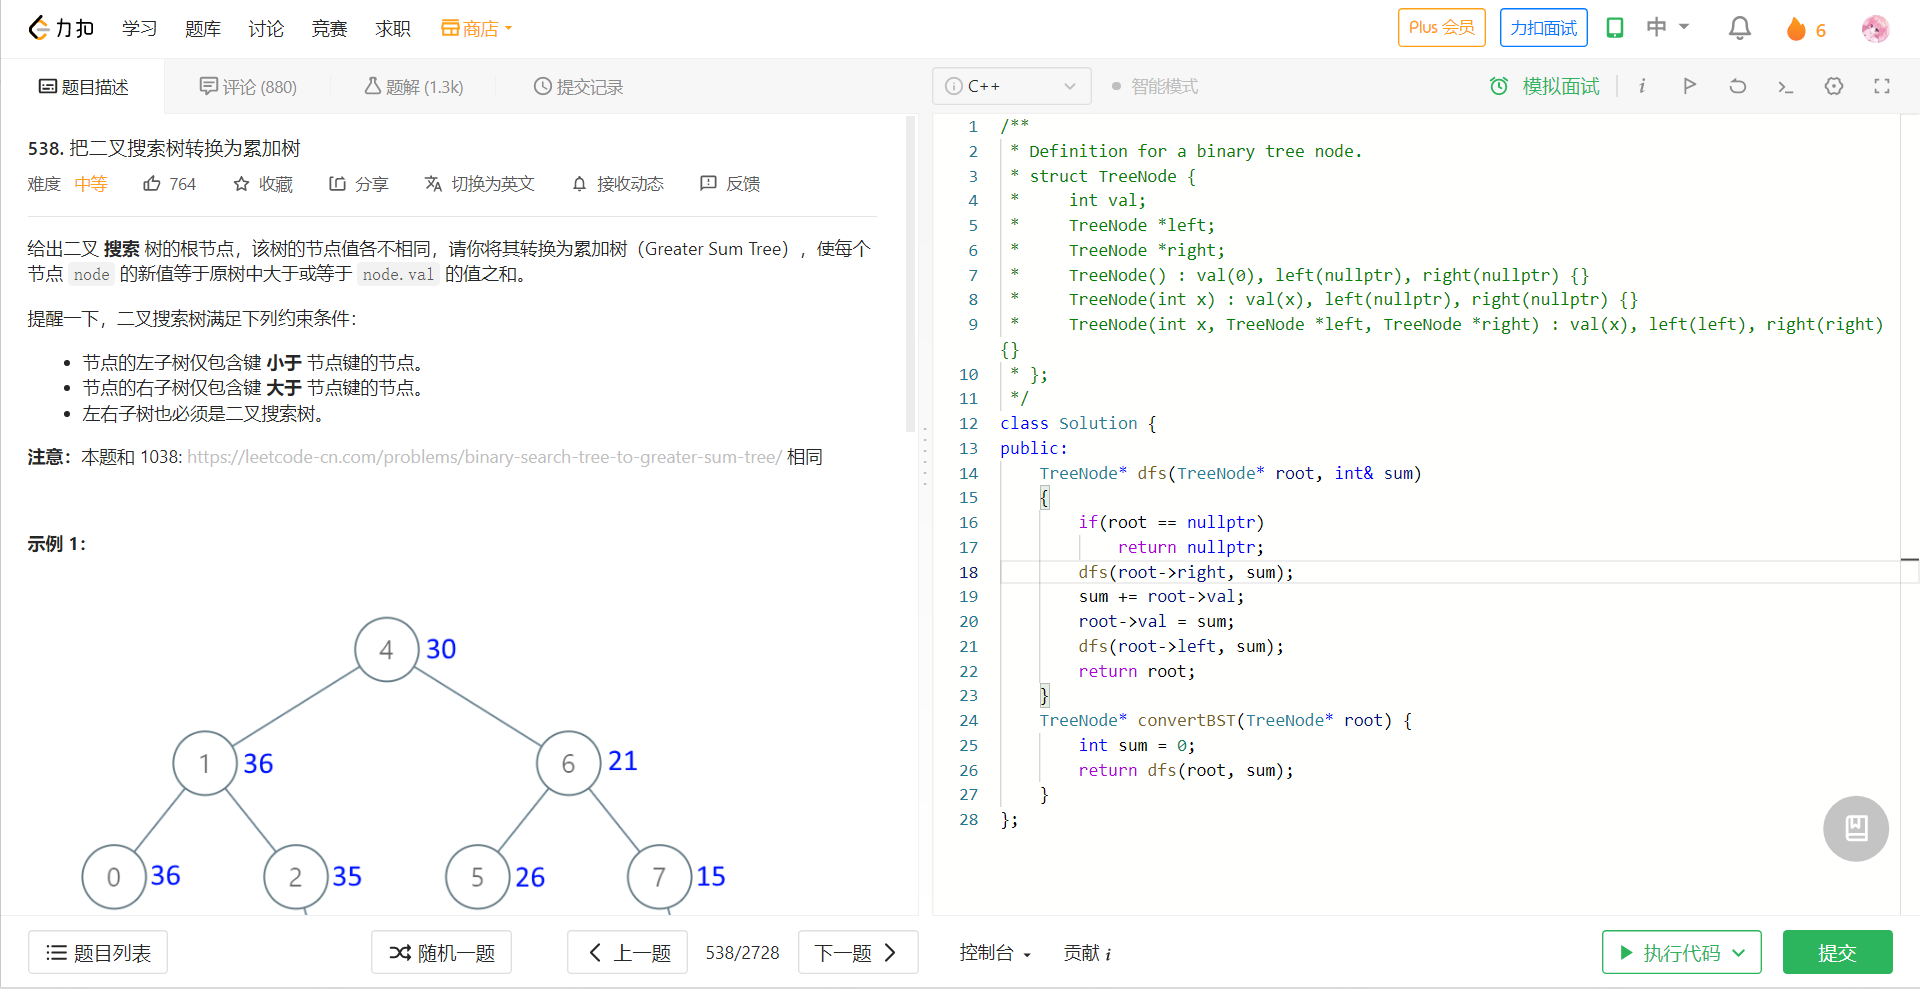 力扣 学习 题库 讨论 竞赛 求职 商店 Plus 会员 力扣面试 中 6
题目描述 评论 (880) 题解 (1.3k) 提交记录
538. 把二叉搜索树转换为累加树
难度 中等 764 收藏 分享 切换为英文 接收动态 反馈
给出二叉 搜索 树的根节点，该树的节点值各不相同，请你将其转换为累加树（Greater Sum Tree），使每个
节点 node 的新值等于原树中大于或等于 node.val 的值之和。
提醒一下，二叉搜索树满足下列约束条件：
• 节点的左子树仅包含键 小于 节点键的节点。
• 节点的右子树仅包含键 大于 节点键的节点。
• 左右子树也必须是二叉搜索树。
注意：本题和 1038: https://leetcode-cn.com/problems/binary-search-tree-to-greater-sum-tree/ 相同
示例 1：
4 30
1 36 6 21
0 36 2 35 5 26 7 15
题目列表 随机一题 上一题 538/2728 下一题
C++ 智能模式 模拟面试 i
1 /**
2 * Definition for a binary tree node.
3 * struct TreeNode {
4 *     int val;
5 *     TreeNode *left;
6 *     TreeNode *right;
7 *     TreeNode() : val(0), left(nullptr), right(nullptr) {}
8 *     TreeNode(int x) : val(x), left(nullptr), right(nullptr) {}
9 *     TreeNode(int x, TreeNode *left, TreeNode *right) : val(x), left(left), right(right)
{}
10 * };
11 */
12 class Solution {
13 public:
14     TreeNode* dfs(TreeNode* root, int& sum)
15     {
16         if(root == nullptr)
17             return nullptr;
18         dfs(root->right, sum);
19         sum += root->val;
20         root->val = sum;
21         dfs(root->left, sum);
22         return root;
23     }
24     TreeNode* convertBST(TreeNode* root) {
25         int sum = 0;
26         return dfs(root, sum);
27     }
28 };
控制台 贡献 i 执行代码 提交